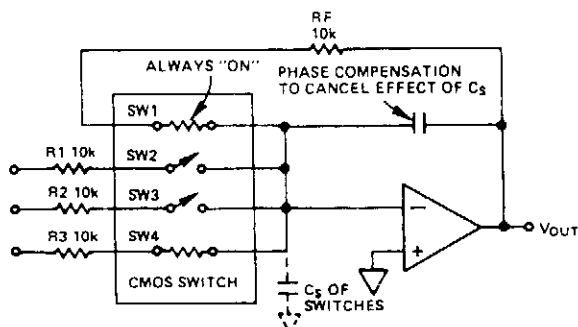 RF
10k
ALWAYS "ON"
PHASE COMPENSATION
TO CANCEL EFFECT OF CS
SW1
R1 10k
SW2
R2 10k
SW3
R3 10k
SW4
CMOS SWITCH
−
+
VOUT
CS OF
SWITCHES